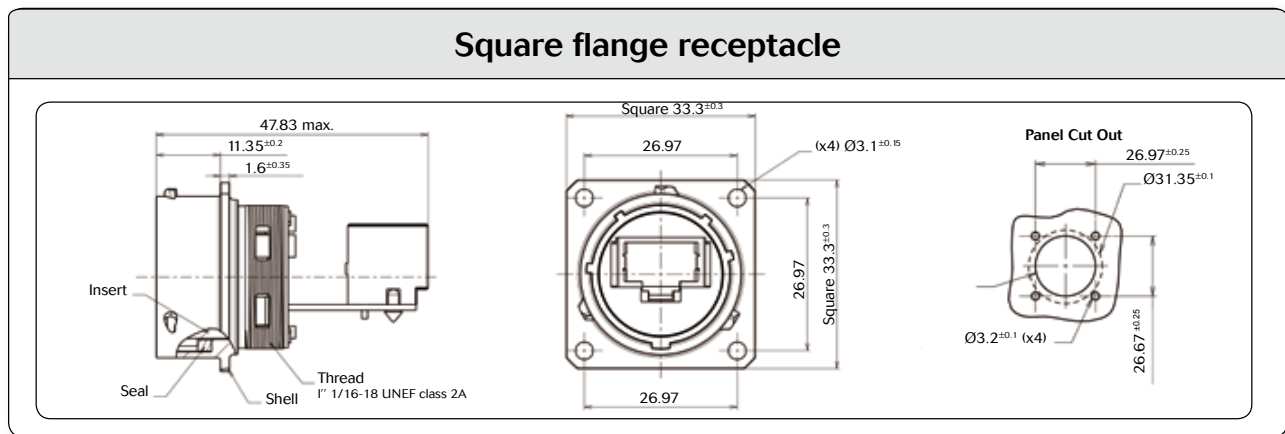 Square flange receptacle
47.83 max.
11.35±0.2
1.6±0.35
Insert
Seal
Shell
Thread
I″ 1/16-18 UNEF class 2A
Square 33.3±0.3
26.97
(x4) Ø3.1±0.15
26.97
Square 33.3±0.3
26.97
Panel Cut Out
26.97±0.25
Ø31.35±0.1
Ø3.2±0.1 (x4)
26.67±0.25